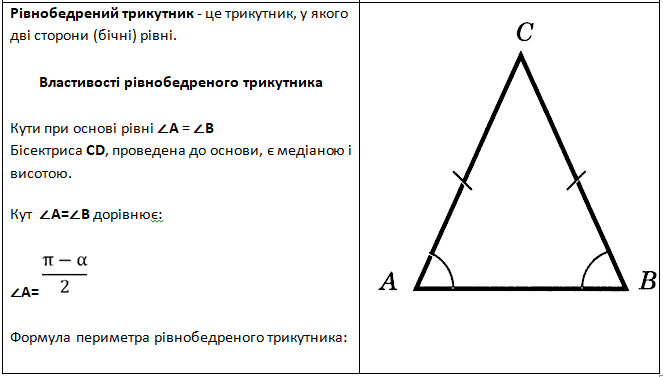 Рівнобедрений трикутник - це трикутник, у якого
дві сторони (бічні) рівні.
Властивості рівнобедреного трикутника
Кути при основі рівні ∠A = ∠B
Бісектриса CD, проведена до основи, є медіаною і
висотою.
Кут ∠A=∠B дорівнює:
∠A= (π − α)/2
Формула периметра рівнобедреного трикутника:
C
A
B